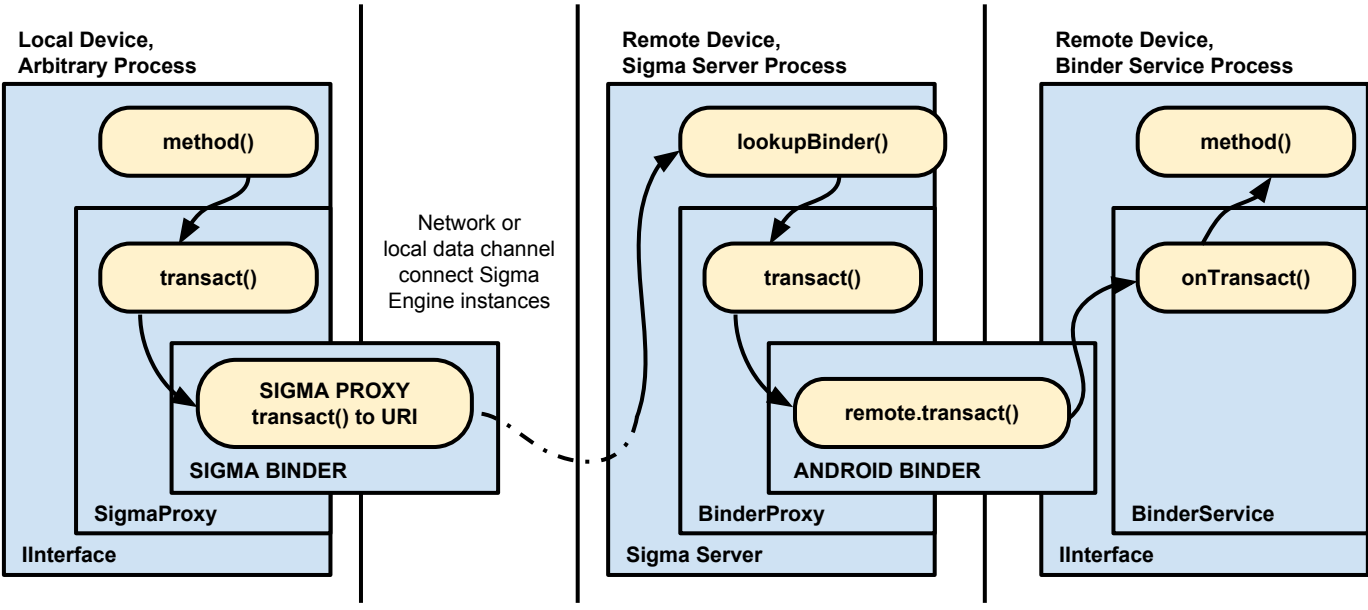 Local Device,
Arbitrary Process
method()
transact()
SIGMA PROXY
transact() to URI
SIGMA BINDER
SigmaProxy
IInterface
Network or
local data channel
connect Sigma
Engine instances
Remote Device,
Sigma Server Process
lookupBinder()
transact()
remote.transact()
ANDROID BINDER
BinderProxy
Sigma Server
Remote Device,
Binder Service Process
method()
onTransact()
BinderService
IInterface